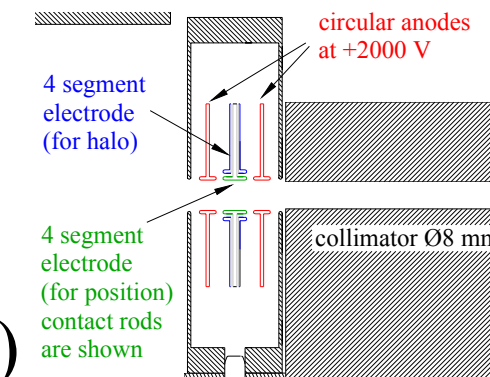 circular anodes
at +2000 V
4 segment
electrode
(for halo)
4 segment
electrode
(for position)
contact rods
are shown
collimator Ø8 mm
)